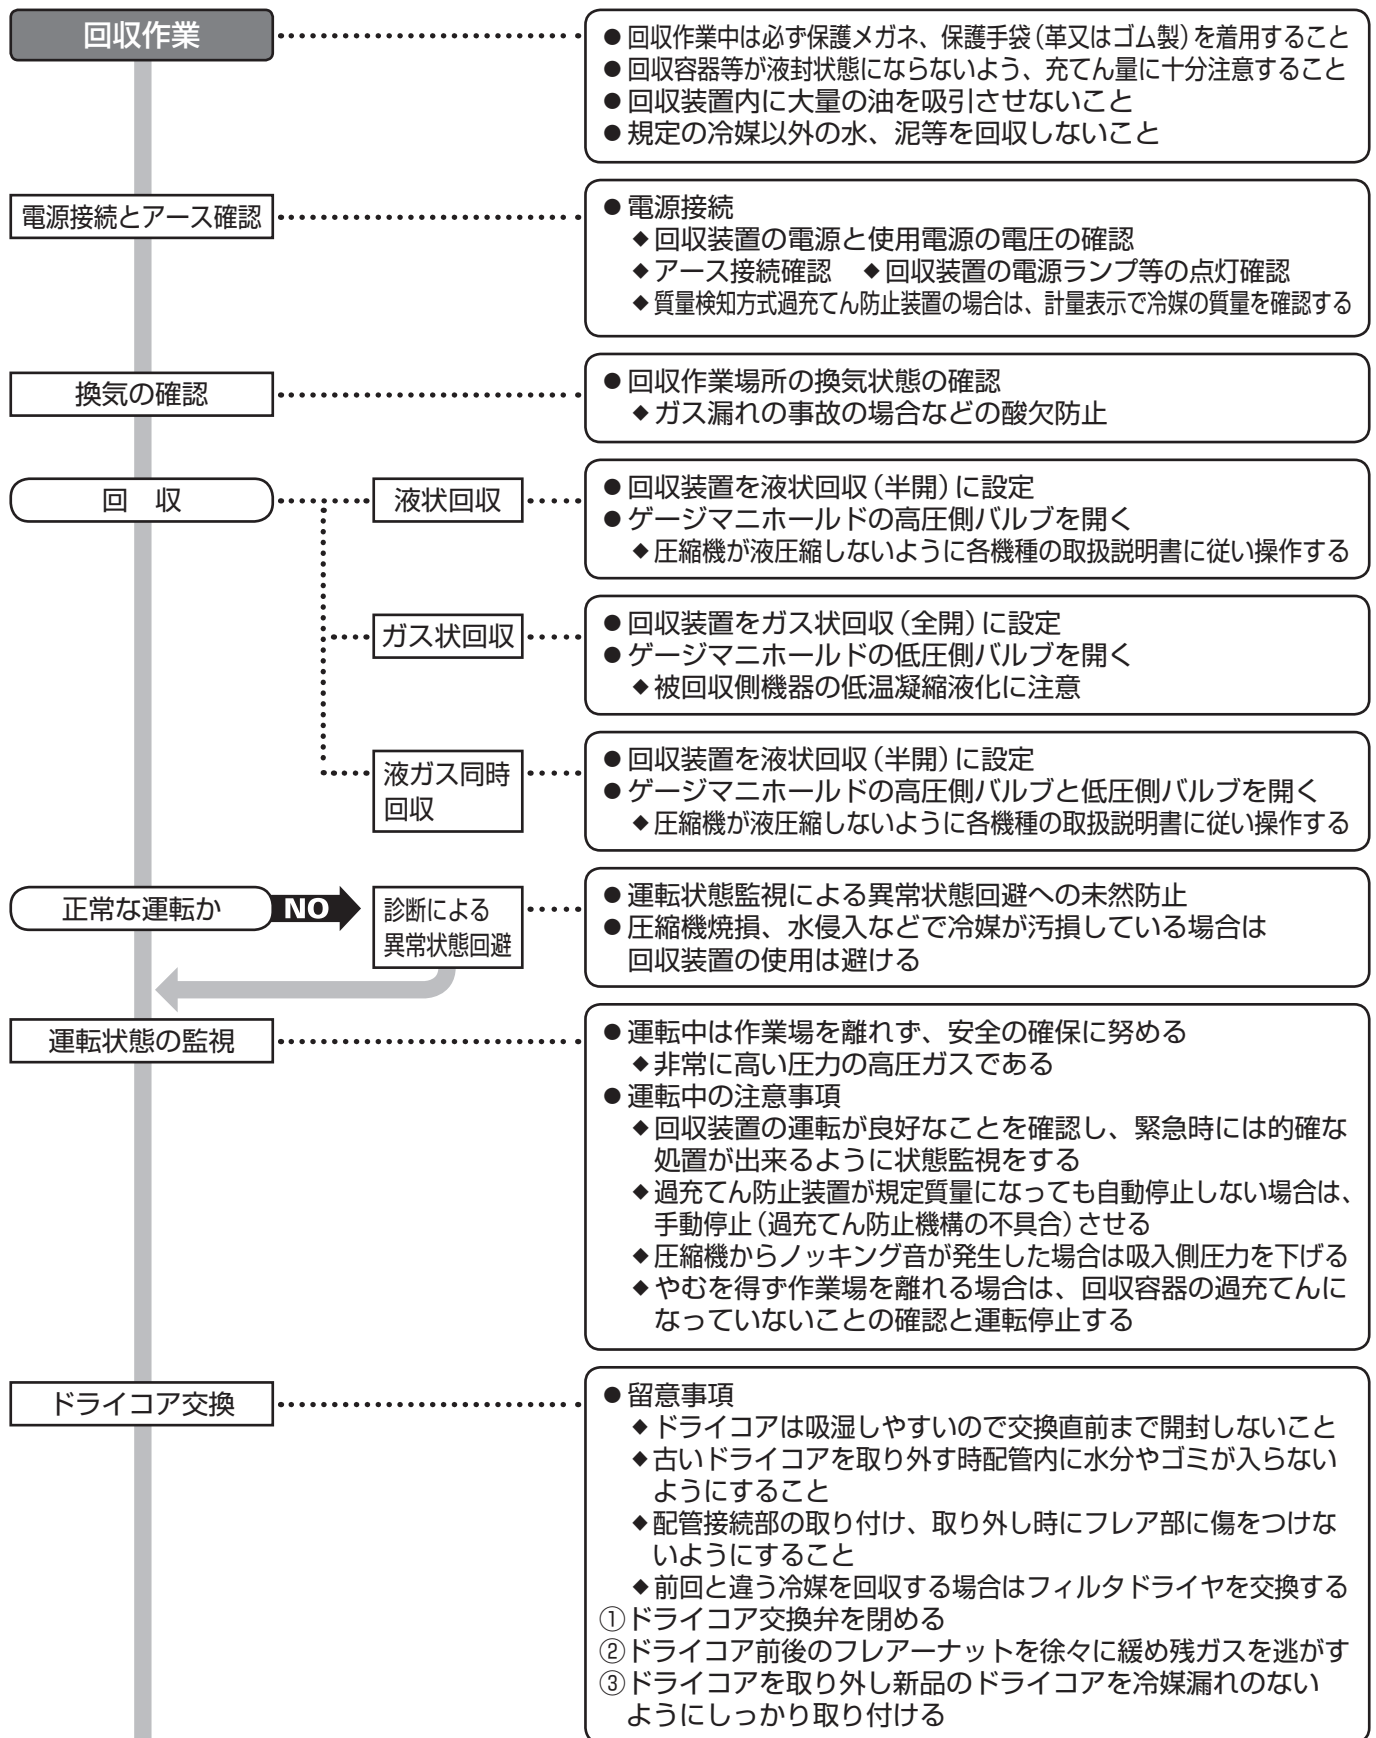 回収作業
●回収作業中は必ず保護メガネ、保護手袋(革又はゴム製)を着用すること
●回収容器等が液封状態にならないよう、充てん量に十分注意すること
●回収装置内に大量の油を吸引させないこと
●規定の冷媒以外の水、泥等を回収しないこと
電源接続とアース確認
●電源接続
◆回収装置の電源と使用電源の電圧の確認
◆アース接続確認 ◆回収装置の電源ランプ等の点灯確認
◆質量検知方式過充てん防止装置の場合は、計量表示で冷媒の質量を確認する
換気の確認
●回収作業場所の換気状態の確認
◆ガス漏れの事故の場合などの酸欠防止
回 収
液状回収
●回収装置を液状回収(半開)に設定
●ゲージマニホールドの高圧側バルブを開く
◆圧縮機が液圧縮しないように各機種の取扱説明書に従い操作する
ガス状回収
●回収装置をガス状回収(全開)に設定
●ゲージマニホールドの低圧側バルブを開く
◆被回収側機器の低温凝縮液化に注意
液ガス同時
回収
●回収装置を液状回収(半開)に設定
●ゲージマニホールドの高圧側バルブと低圧側バルブを開く
◆圧縮機が液圧縮しないように各機種の取扱説明書に従い操作する
正常な運転か
NO
診断による
異常状態回避
●運転状態監視による異常状態回避への未然防止
●圧縮機焼損、水侵入などで冷媒が汚損している場合は
回収装置の使用は避ける
運転状態の監視
●運転中は作業場を離れず、安全の確保に努める
◆非常に高い圧力の高圧ガスである
●運転中の注意事項
◆回収装置の運転が良好なことを確認し、緊急時には的確な
処置が出来るように状態監視をする
◆過充てん防止装置が規定質量になっても自動停止しない場合は、
手動停止(過充てん防止機構の不具合)させる
◆圧縮機からノッキング音が発生した場合は吸入側圧力を下げる
◆やむを得ず作業場を離れる場合は、回収容器の過充てんに
なっていないことの確認と運転停止する
ドライコア交換
●留意事項
◆ドライコアは吸湿しやすいので交換直前まで開封しないこと
◆古いドライコアを取り外す時配管内に水分やゴミが入らない
ようにすること
◆配管接続部の取り付け、取り外し時にフレア部に傷をつけな
いようにすること
◆前回と違う冷媒を回収する場合はフィルタドライヤを交換する
①ドライコア交換弁を閉める
②ドライコア前後のフレアーナットを徐々に緩め残ガスを逃がす
③ドライコアを取り外し新品のドライコアを冷媒漏れのない
ようにしっかり取り付ける